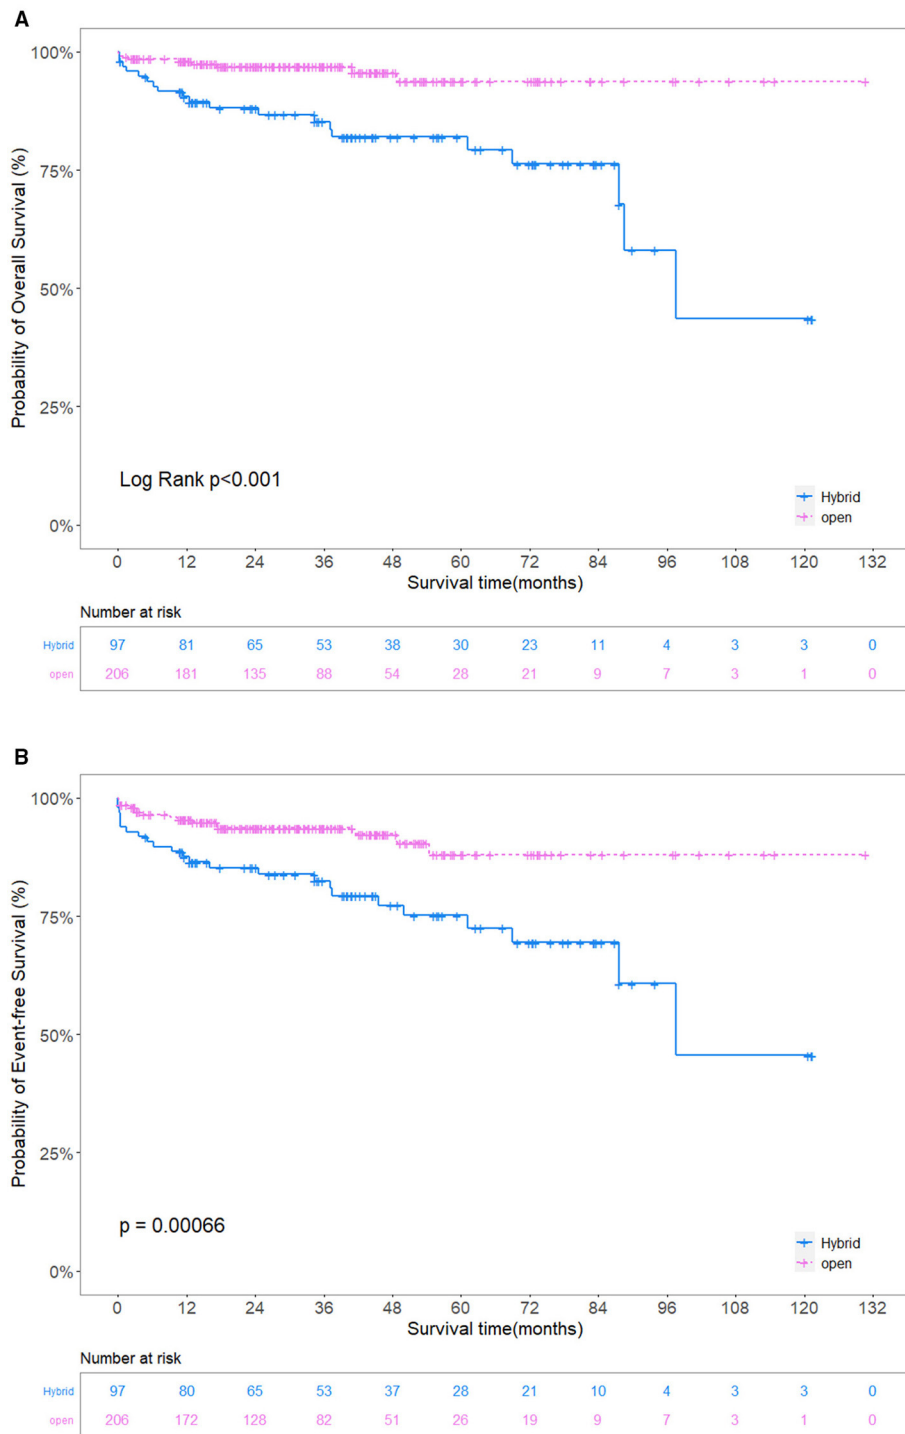 A
Probability of Overall Survival (%)
100%
75%
50%
25%
0%
Log Rank p<0.001
Hybrid
open
0 12 24 36 48 60 72 84 96 108 120 132
Survival time(months)
Number at risk
Hybrid 97 81 65 53 38 30 23 11 4 3 3 0
open 206 181 135 88 54 28 21 9 7 3 1 0
B
Probability of Event-free Survival (%)
100%
75%
50%
25%
0%
p = 0.00066
Hybrid
open
0 12 24 36 48 60 72 84 96 108 120 132
Survival time(months)
Number at risk
Hybrid 97 80 65 53 37 28 21 10 4 3 3 0
open 206 172 128 82 51 26 19 9 7 3 1 0